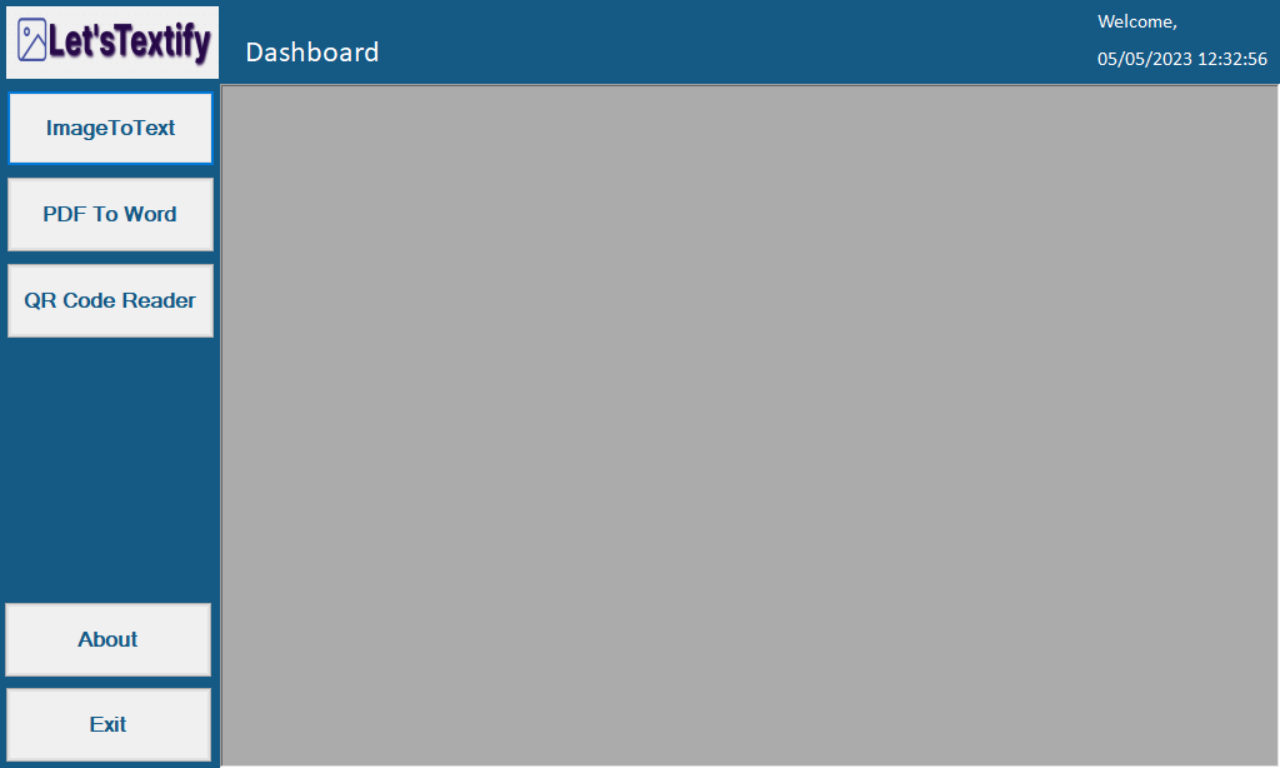 Let'sTextify
Dashboard
Welcome,
05/05/2023 12:32:56
ImageToText
PDF To Word
QR Code Reader
About
Exit